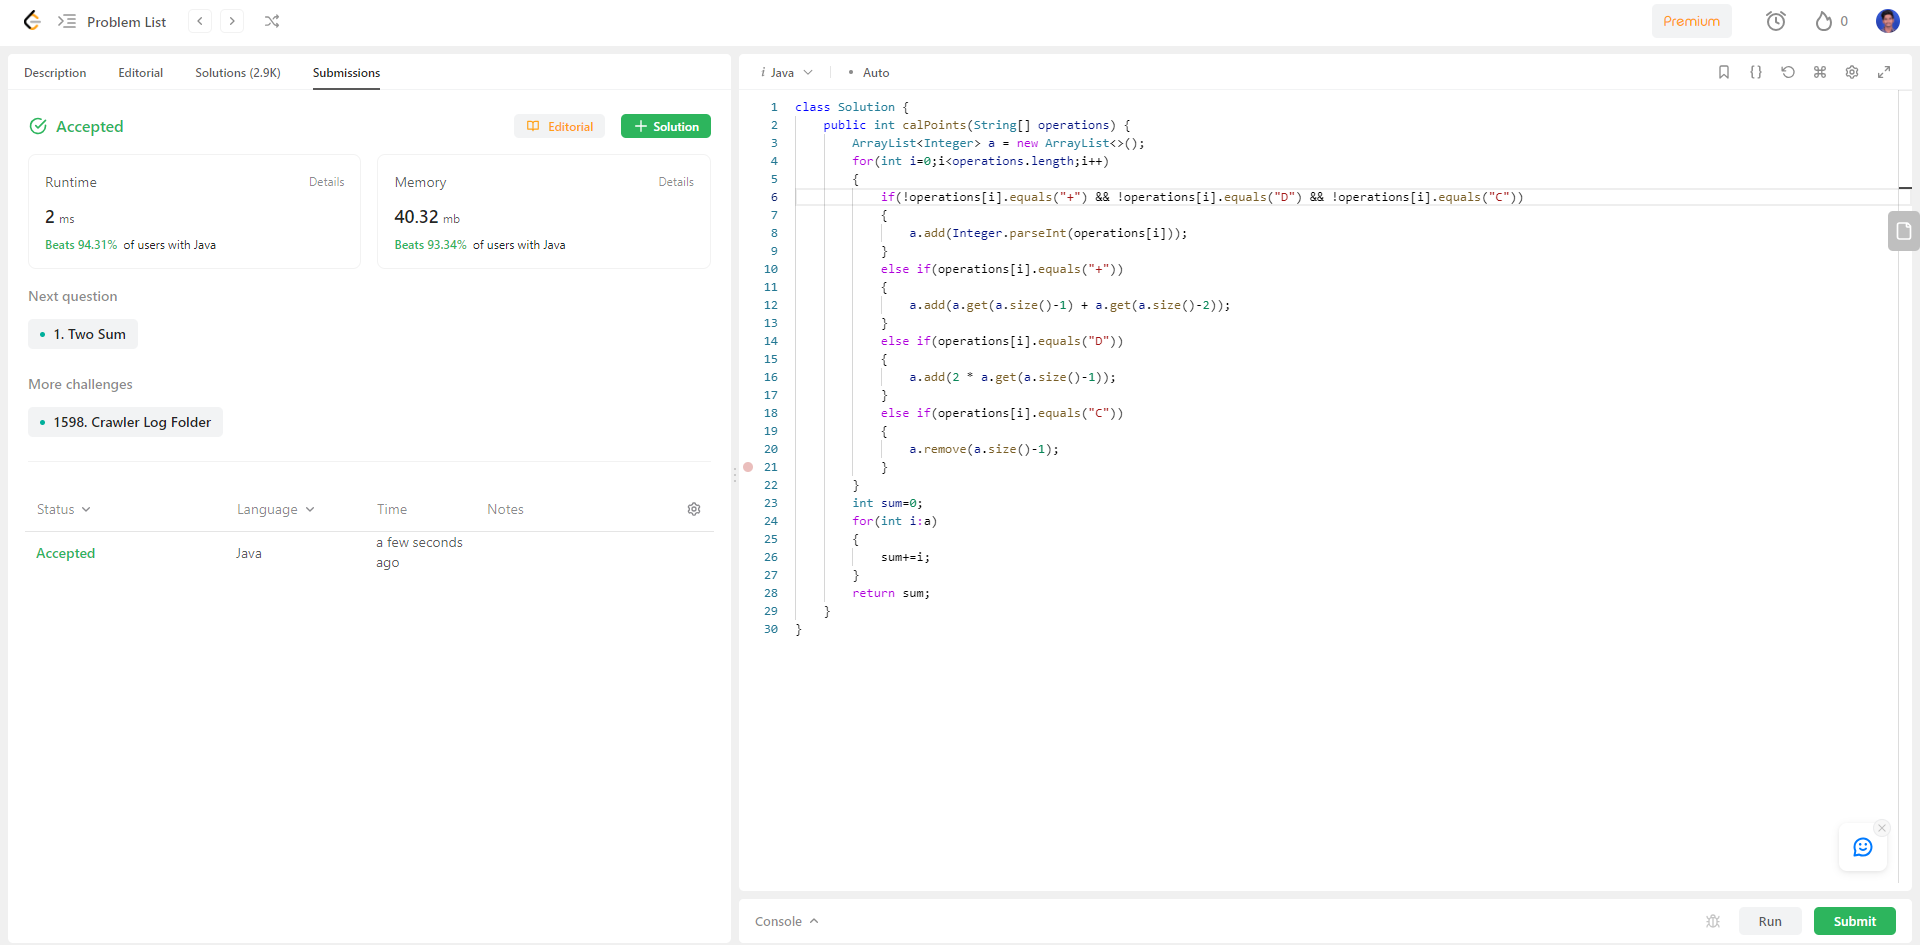 Problem List
Premium
0
Description Editorial Solutions (2.9K) Submissions
Accepted
Editorial
Solution
Runtime Details
2 ms
Beats 94.31% of users with Java
Memory Details
40.32 mb
Beats 93.34% of users with Java
Next question
1. Two Sum
More challenges
1598. Crawler Log Folder
Status Language Time Notes
Accepted Java a few seconds
ago
i Java • Auto
1 class Solution {
2 public int calPoints(String[] operations) {
3 ArrayList<Integer> a = new ArrayList<>();
4 for(int i=0;i<operations.length;i++)
5 {
6 if(!operations[i].equals("+") && !operations[i].equals("D") && !operations[i].equals("C"))
7 {
8 a.add(Integer.parseInt(operations[i]));
9 }
10 else if(operations[i].equals("+"))
11 {
12 a.add(a.get(a.size()-1) + a.get(a.size()-2));
13 }
14 else if(operations[i].equals("D"))
15 {
16 a.add(2 * a.get(a.size()-1));
17 }
18 else if(operations[i].equals("C"))
19 {
20 a.remove(a.size()-1);
21 }
22 }
23 int sum=0;
24 for(int i:a)
25 {
26 sum+=i;
27 }
28 return sum;
29 }
30 }
Console
Run
Submit